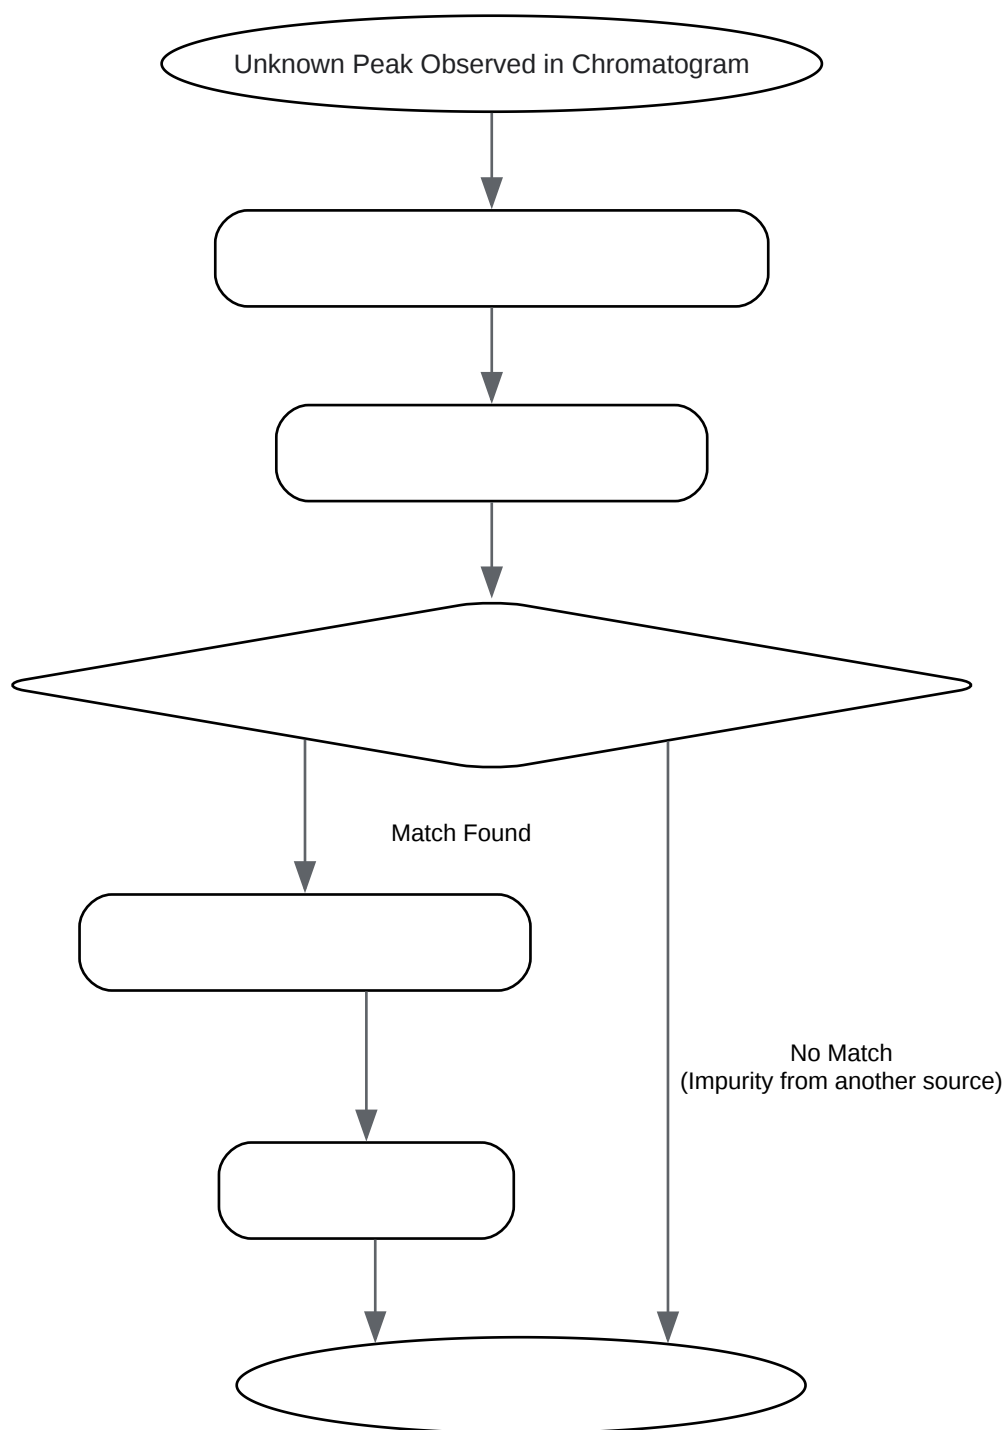 Unknown Peak Observed in Chromatogram
Match Found
No Match
(Impurity from another source)